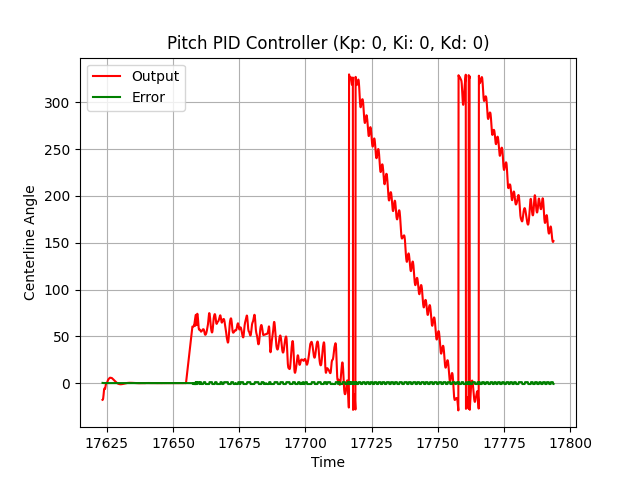 Pitch PID Controller (Kp: 0, Ki: 0, Kd: 0)
Output
Error
300
250
200
150
100
50
0
Centerline Angle
17625 17650 17675 17700 17725 17750 17775 17800
Time